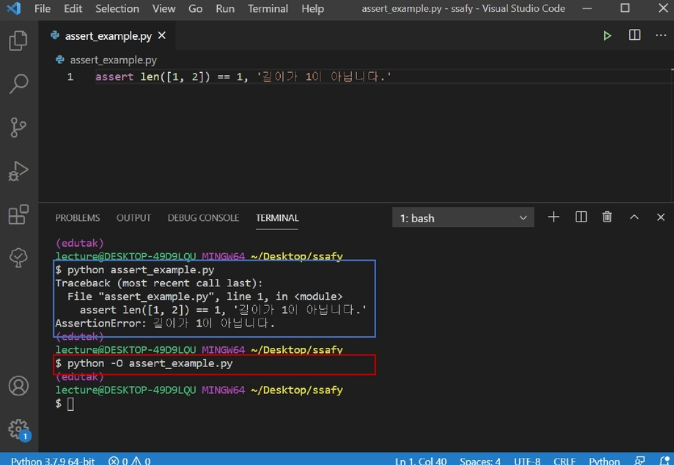 File Edit Selection View Go Run Terminal Help assert_example.py - ssafy - Visual Studio Code
assert_example.py
assert_example.py
1 assert len([1, 2]) == 1, '길이가 1이 아닙니다.'
PROBLEMS OUTPUT DEBUG CONSOLE TERMINAL 1: bash
(edutak)
lecture@DESKTOP-49D9LQU MINGW64 ~/Desktop/ssafy
$ python assert_example.py
Traceback (most recent call last):
File "assert_example.py", line 1, in <module>
assert len([1, 2]) == 1, '길이가 1이 아닙니다.'
AssertionError: 길이가 1이 아닙니다.
(edutak)
lecture@DESKTOP-49D9LQU MINGW64 ~/Desktop/ssafy
$ python -O assert_example.py
(edutak)
lecture@DESKTOP-49D9LQU MINGW64 ~/Desktop/ssafy
$
1
Python 3.7.9 64-bit 0 0 Ln 1, Col 40 Spaces: 4 UTF-8 CRLF Python